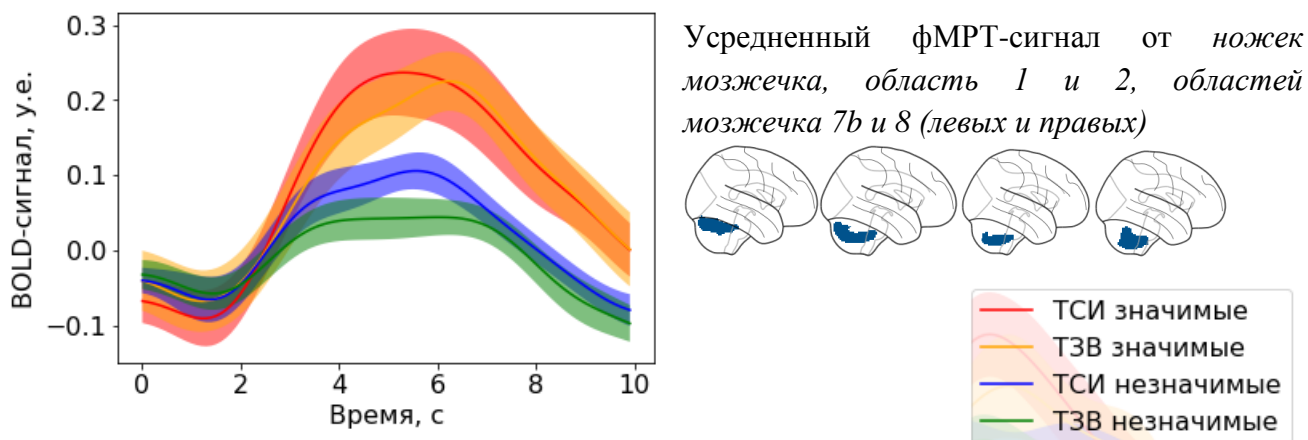 Усредненный фМРТ-сигнал от ножек
мозжечка, область 1 и 2, областей
мозжечка 7b и 8 (левых и правых)
BOLD-сигнал, у.е.
0.3
0.2
0.1
0.0
−0.1
0 2 4 6 8 10
Время, с
ТСИ значимые
ТЗВ значимые
ТСИ незначимые
ТЗВ незначимые